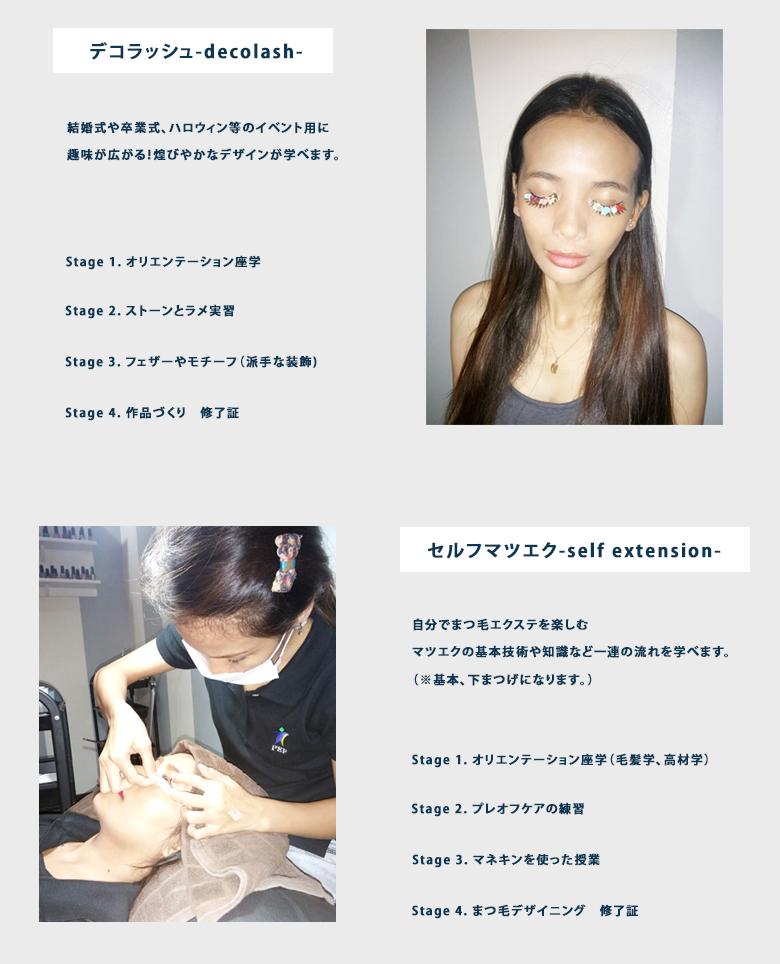 デコラッシュ-decolash-
結婚式や卒業式、ハロウィン等のイベント用に
趣味が広がる!煌びやかなデザインが学べます。
Stage 1. オリエンテーション座学
Stage 2. ストーンとラメ実習
Stage 3. フェザーやモチーフ（派手な装飾)
Stage 4. 作品づくり　修了証
セルフマツエク-self extension-
自分でまつ毛エクステを楽しむ
マツエクの基本技術や知識など一連の流れを学べます。
（※基本、下まつげになります。）
Stage 1. オリエンテーション座学（毛髪学、高材学）
Stage 2. プレオフケアの練習
Stage 3. マネキンを使った授業
Stage 4. まつ毛デザイニング　修了証